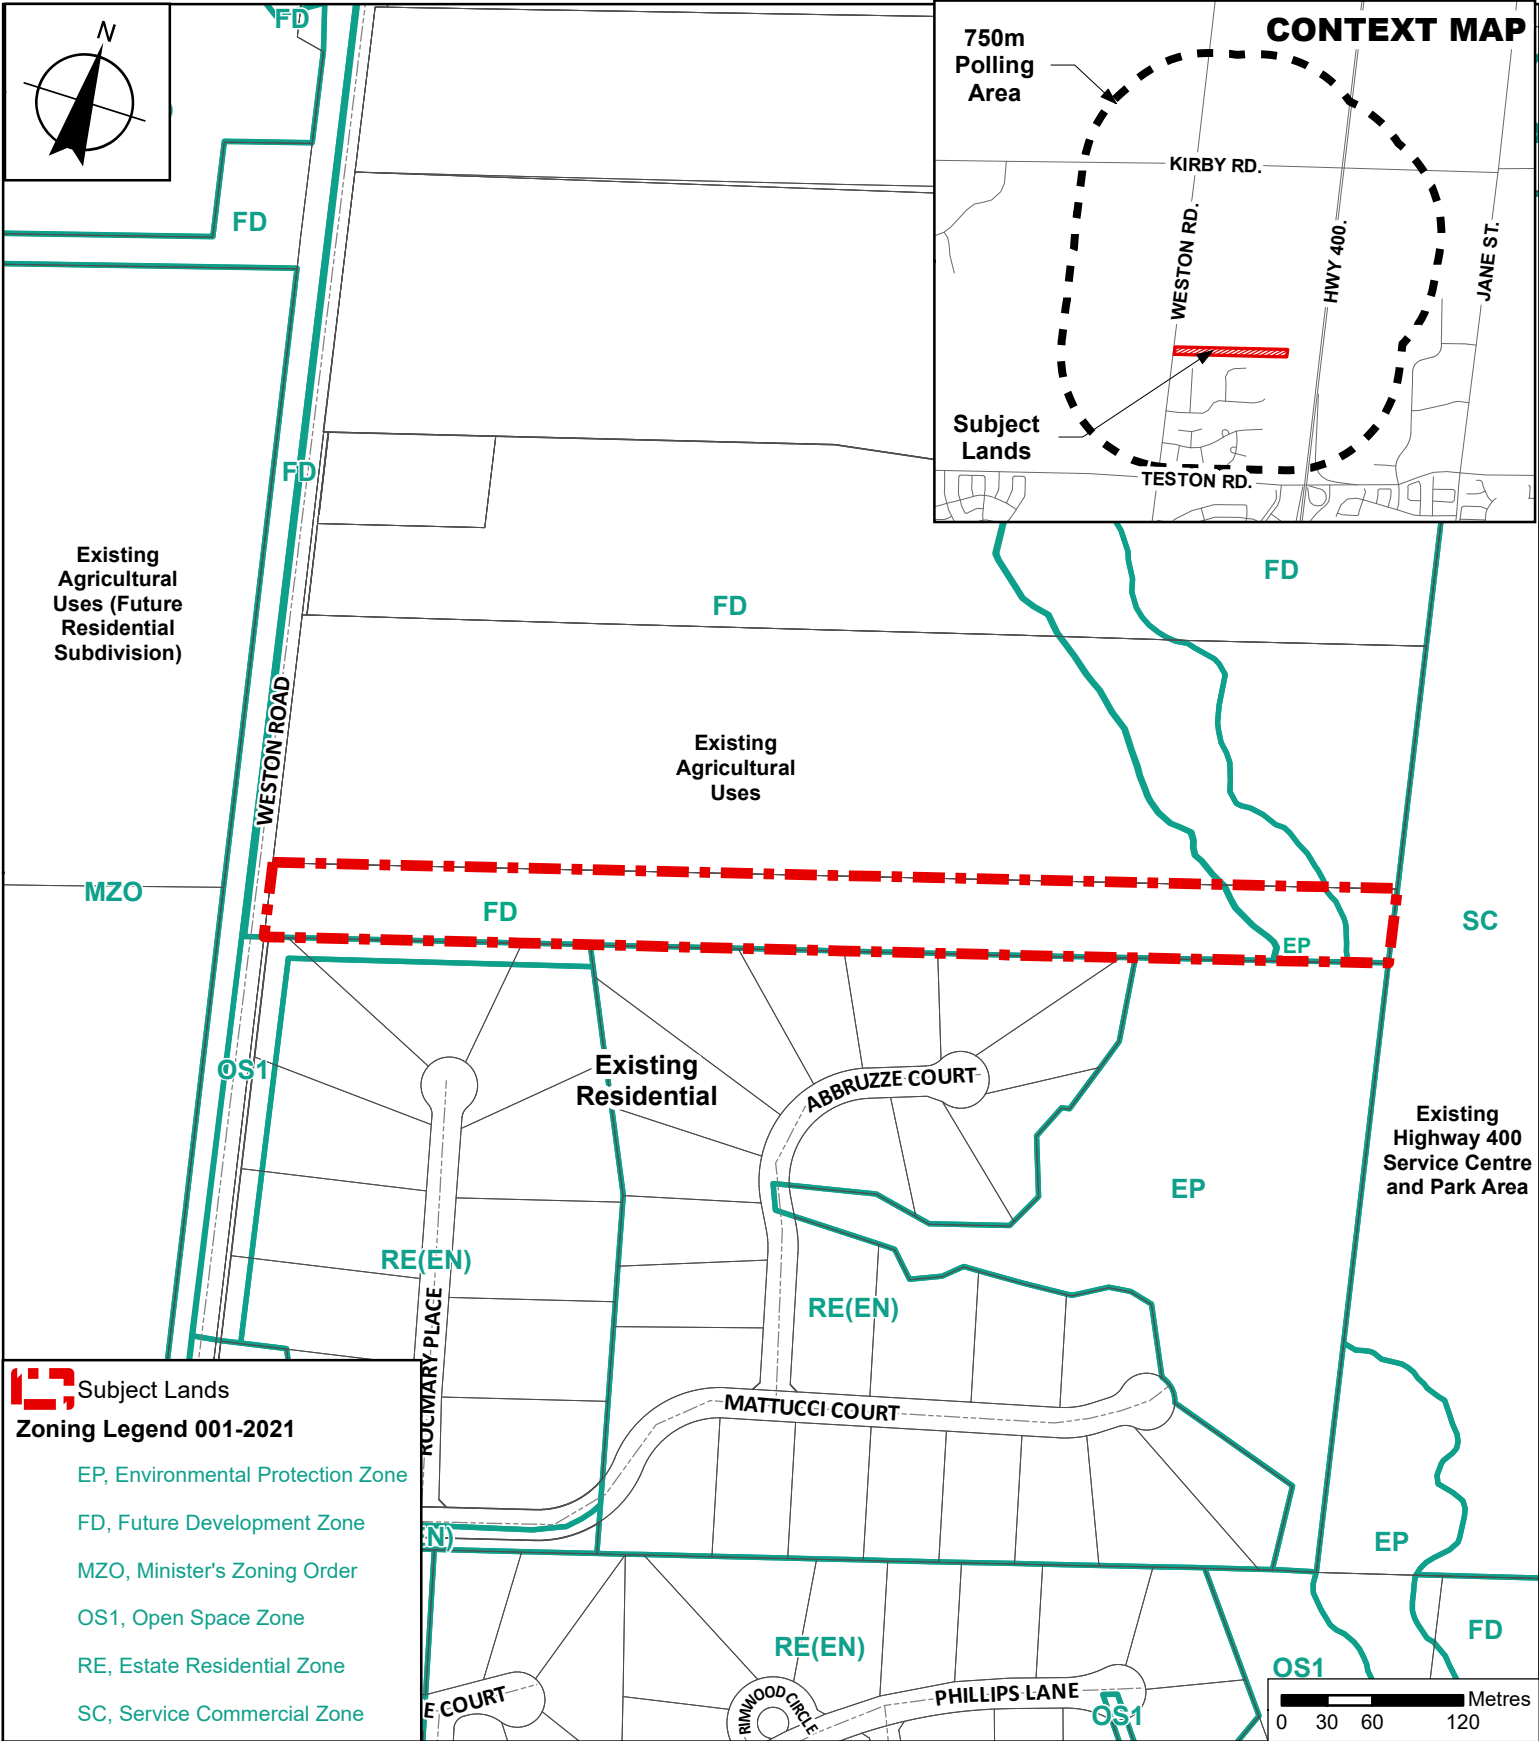 N
CONTEXT MAP
750m
Polling
Area
KIRBY RD.
WESTON RD.
HWY 400.
JANE ST.
Subject
Lands
TESTON RD.
FD
FD
FD
FD
FD
Existing
Agricultural
Uses (Future
Residential
Subdivision)
WESTON ROAD
Existing
Agricultural
Uses
MZO
FD
EP
SC
OS1
Existing
Residential
ABBRUZZE COURT
Existing
Highway 400
Service Centre
and Park Area
EP
RE(EN)
RE(EN)
ROCMARY PLACE
MATTUCCI COURT
EN)
EP
FD
RE(EN)
OS1
E COURT
RIMWOOD CIRCLE
PHILLIPS LANE
OS1
Subject Lands
Zoning Legend 001-2021
EP, Environmental Protection Zone
FD, Future Development Zone
MZO, Minister's Zoning Order
OS1, Open Space Zone
RE, Estate Residential Zone
SC, Service Commercial Zone
Metres
0 30 60 120